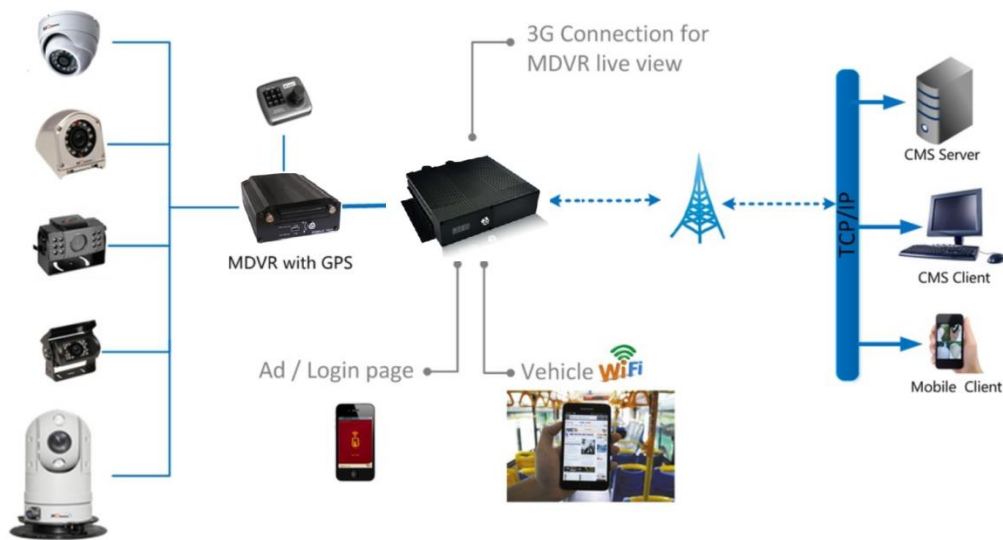 3G Connection for
MDVR live view
CMS Server
TCP/IP
MDVR with GPS
CMS Client
Ad / Login page
Vehicle WiFi
Mobile Client